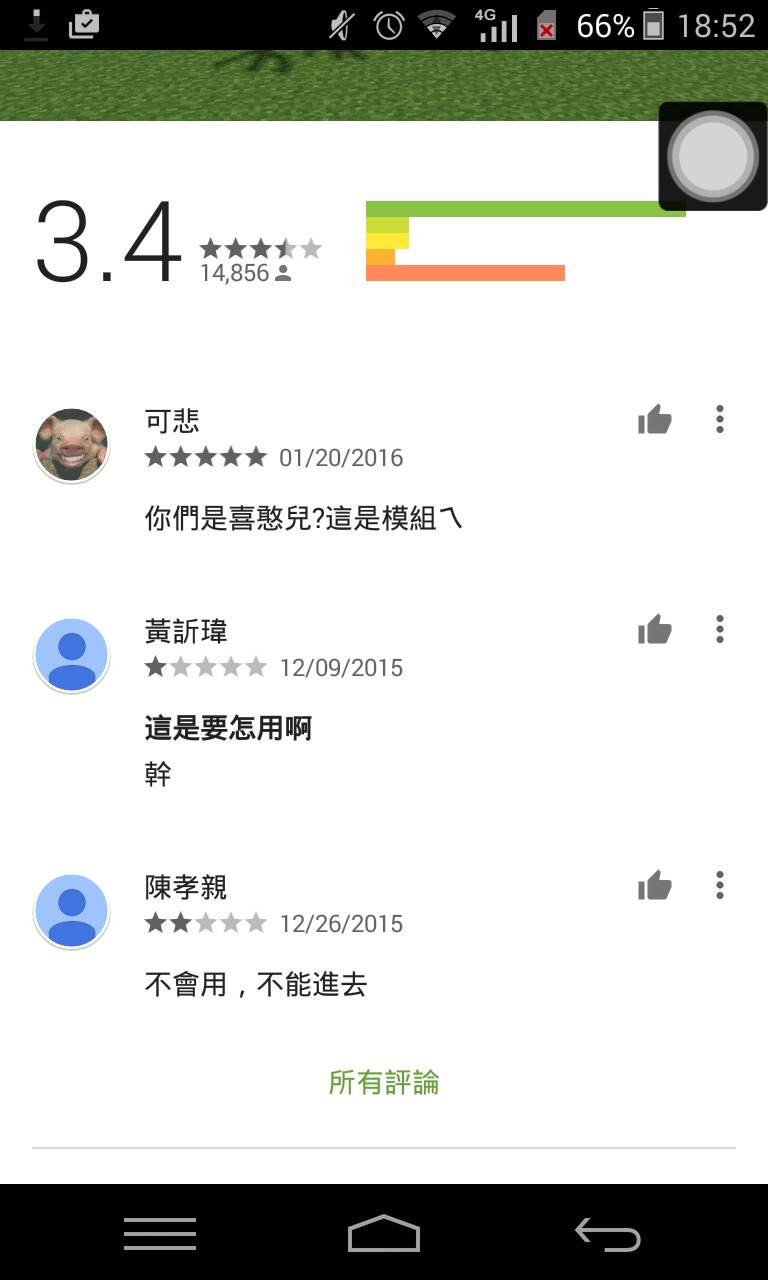 4G 66% 18:52
3.4
14,856
可悲
01/20/2016
你們是喜憨兒?這是模組ㄟ
黃訢瑋
12/09/2015
這是要怎用啊
幹
陳孝親
12/26/2015
不會用，不能進去
所有評論